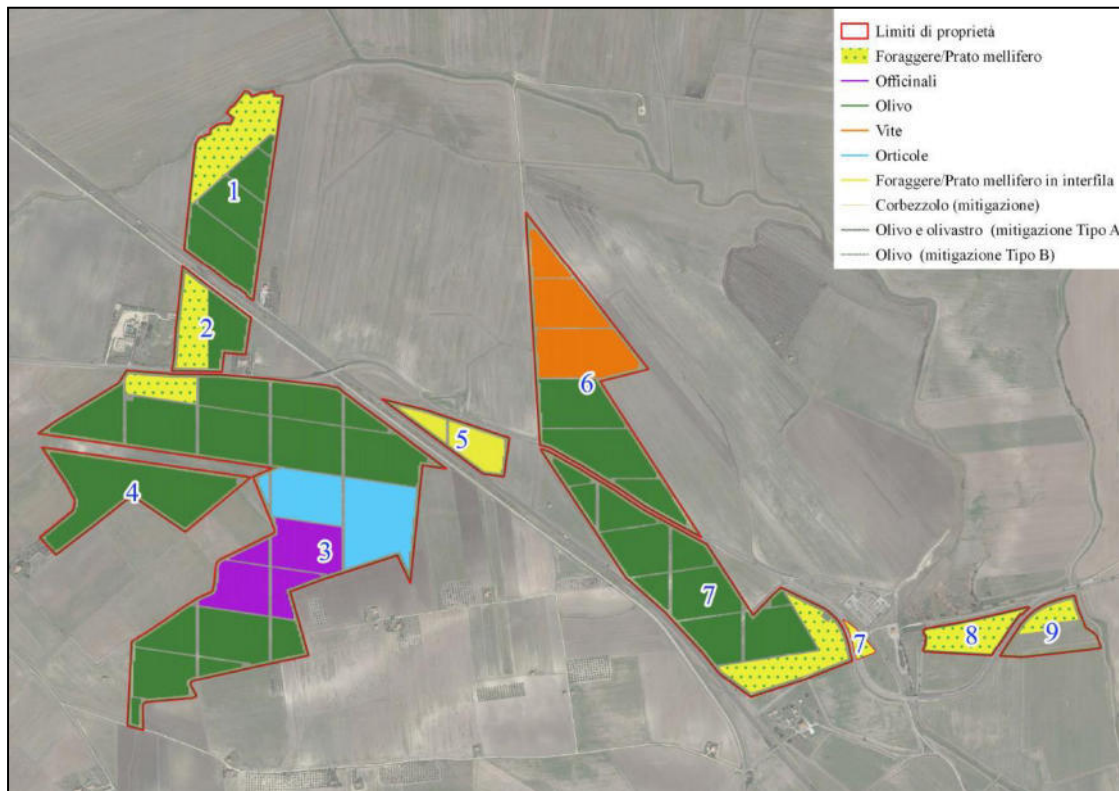 Limiti di proprietà
Foraggere/Prato mellifero
Officinali
Olivo
Vite
Orticole
Foraggere/Prato mellifero in interfila
Corbezzolo (mitigazione)
Olivo e olivastro (mitigazione Tipo A
Olivo (mitigazione Tipo B)
1
2
6
5
4
3
7
7
8
9